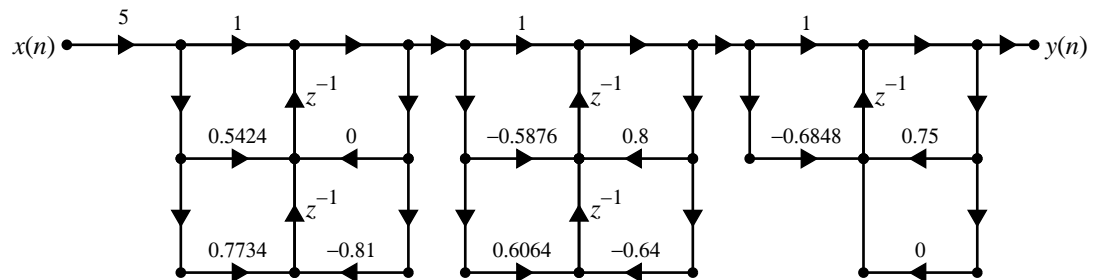 5 1 1 1
x(n) y(n)
z⁻¹ z⁻¹ z⁻¹
0.5424 0 −0.5876 0.8 −0.6848 0.75
z⁻¹ z⁻¹
0.7734 −0.81 0.6064 −0.64 0